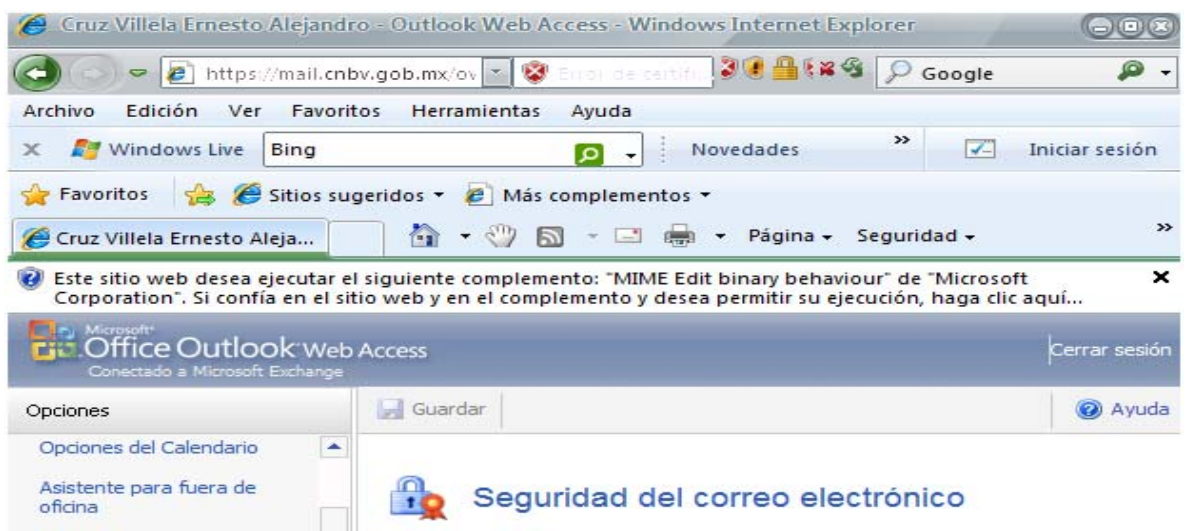 Cruz Villela Ernesto Alejandro - Outlook Web Access - Windows Internet Explorer
https://mail.cnbv.gob.mx/ov Error de certifi Google
Archivo Edición Ver Favoritos Herramientas Ayuda
x Windows Live Bing Novedades » Iniciar sesión
Favoritos Sitios sugeridos Más complementos
Cruz Villela Ernesto Aleja... Página Seguridad »
Este sitio web desea ejecutar el siguiente complemento: "MIME Edit binary behaviour" de "Microsoft
Corporation". Si confía en el sitio web y en el complemento y desea permitir su ejecución, haga clic aquí...
Microsoft®
Office Outlook Web Access Cerrar sesión
Conectado a Microsoft Exchange
Opciones Guardar Ayuda
Opciones del Calendario
Asistente para fuera de
oficina
Seguridad del correo electrónico